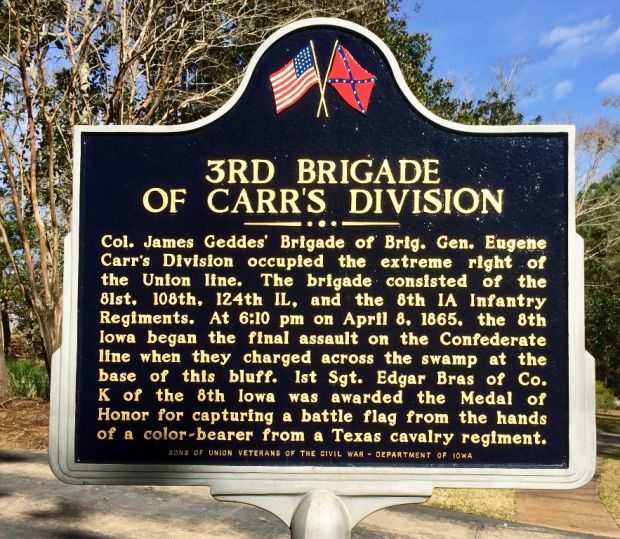 3RD BRIGADE
OF CARR'S DIVISION
Col. James Geddes' Brigade of Brig. Gen. Eugene
Carr's Division occupied the extreme right of
the Union line. The brigade consisted of the
81st, 108th, 124th IL, and the 8th IA Infantry
Regiments. At 6:10 pm on April 8, 1865, the 8th
Iowa began the final assault on the Confederate
line when they charged across the swamp at the
base of this bluff. 1st Sgt. Edgar Bras of Co.
K of the 8th Iowa was awarded the Medal of
Honor for capturing a battle flag from the hands
of a color-bearer from a Texas cavalry regiment.
SONS OF UNION VETERANS OF THE CIVIL WAR - DEPARTMENT OF IOWA